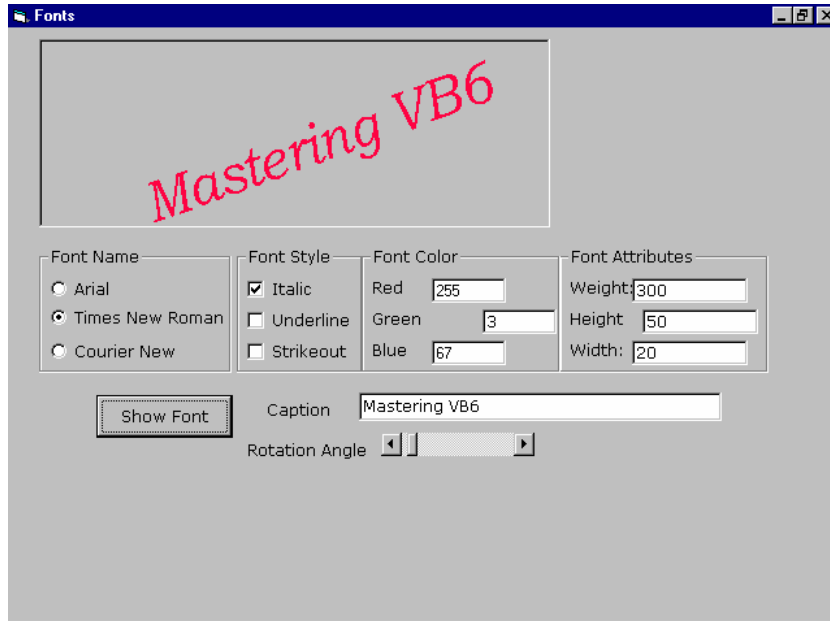 Fonts
Mastering VB6
Font Name
Arial
Times New Roman
Courier New
Font Style
Italic
Underline
Strikeout
Font Color
Red 255
Green 3
Blue 67
Font Attributes
Weight: 300
Height 50
Width: 20
Show Font
Caption Mastering VB6
Rotation Angle